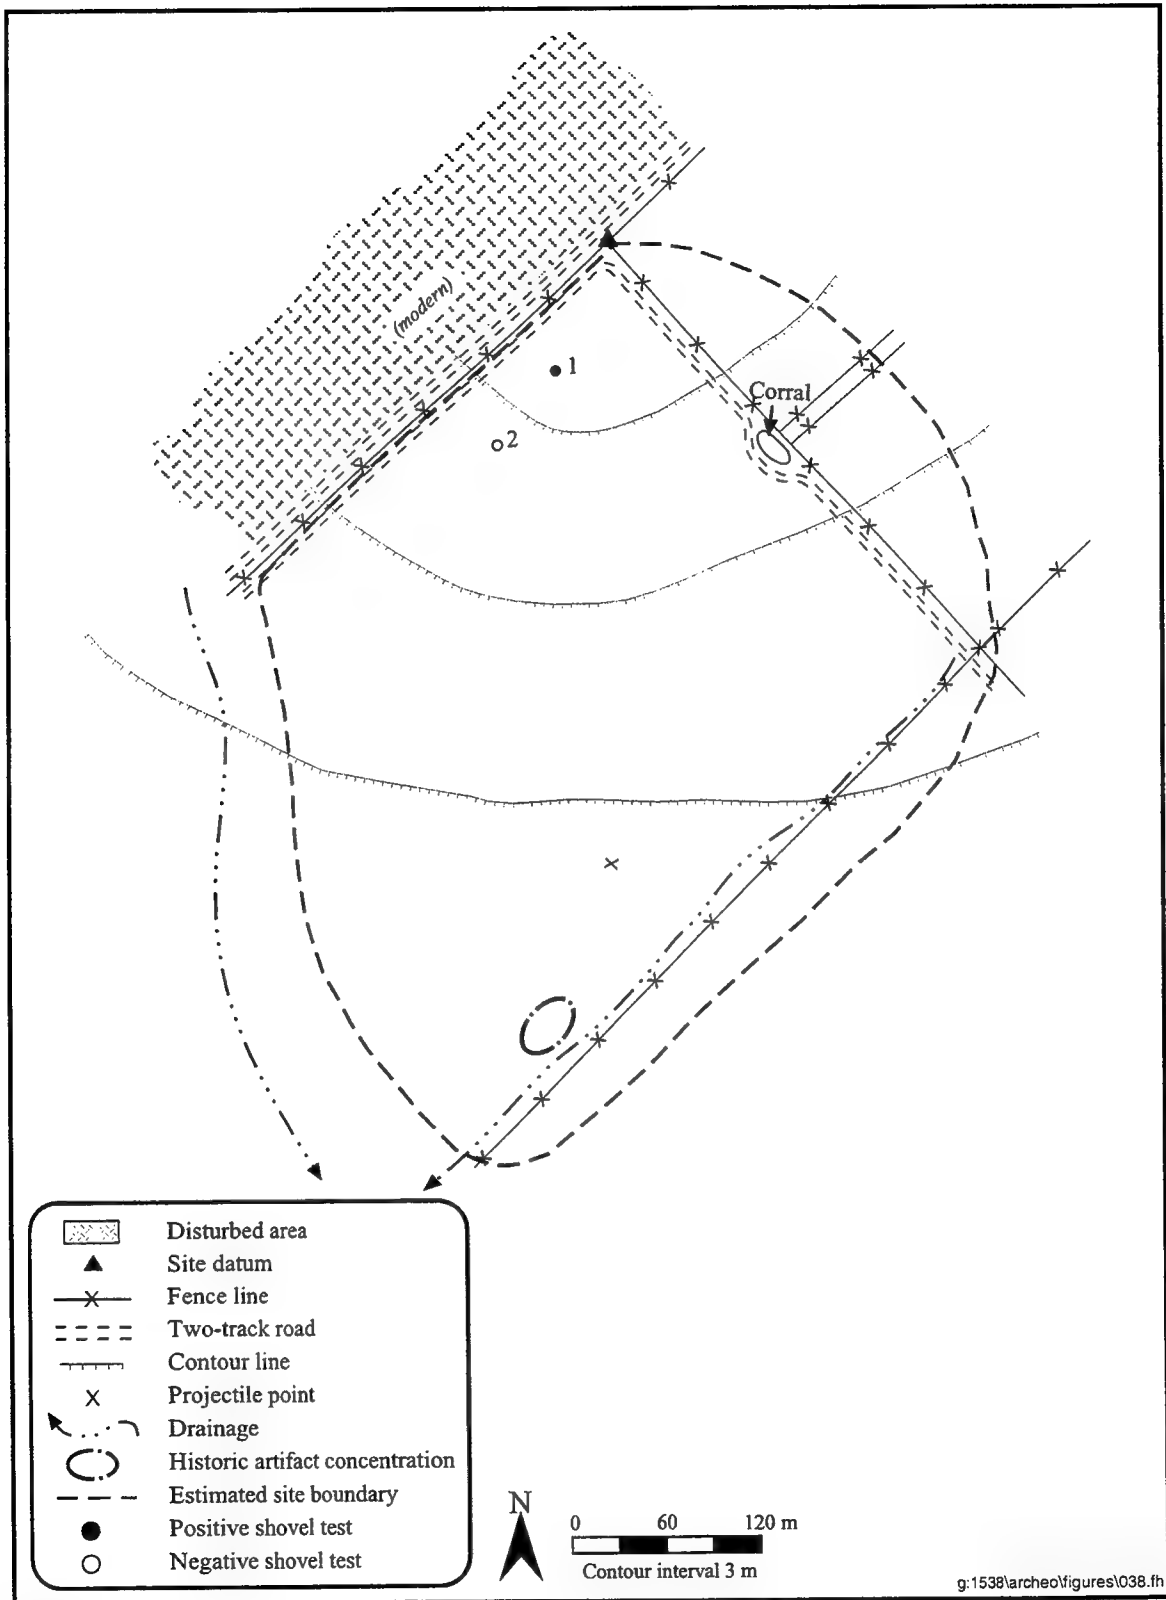 (modern)
1
Corral
2
Disturbed area
Site datum
Fence line
Two-track road
Contour line
Projectile point
Drainage
Historic artifact concentration
Estimated site boundary
Positive shovel test
Negative shovel test
N
0 60 120 m
Contour interval 3 m
g:1538\archeo\figures\038.fh